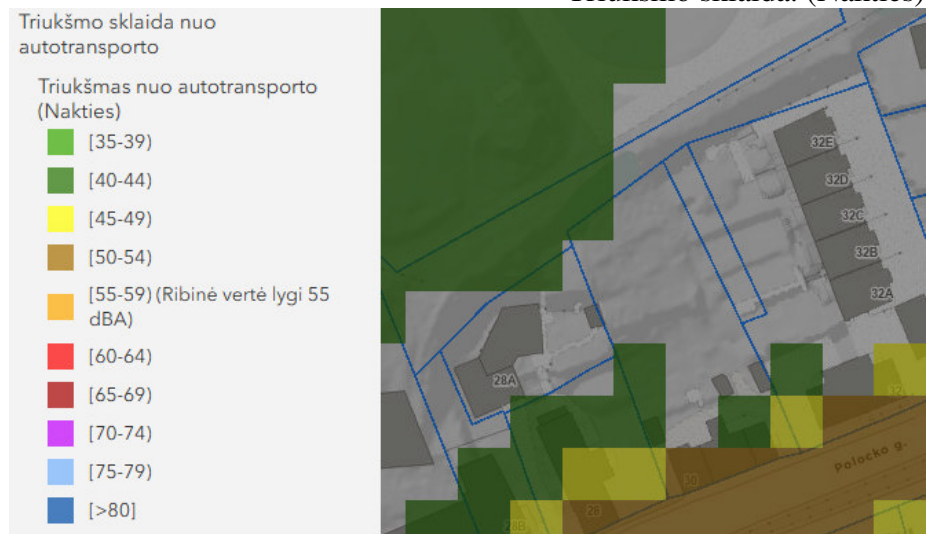 Triukšmo sklaida nuo
autotransporto
Triukšmas nuo autotransporto
(Nakties)
[35-39)
[40-44)
[45-49)
[50-54)
[55-59) (Ribinė vertė lygi 55
dBA)
[60-64)
[65-69)
[70-74)
[75-79)
[>80]
32E
32D
32C
32B
32A
28A
Polocko g.
30
28
28B